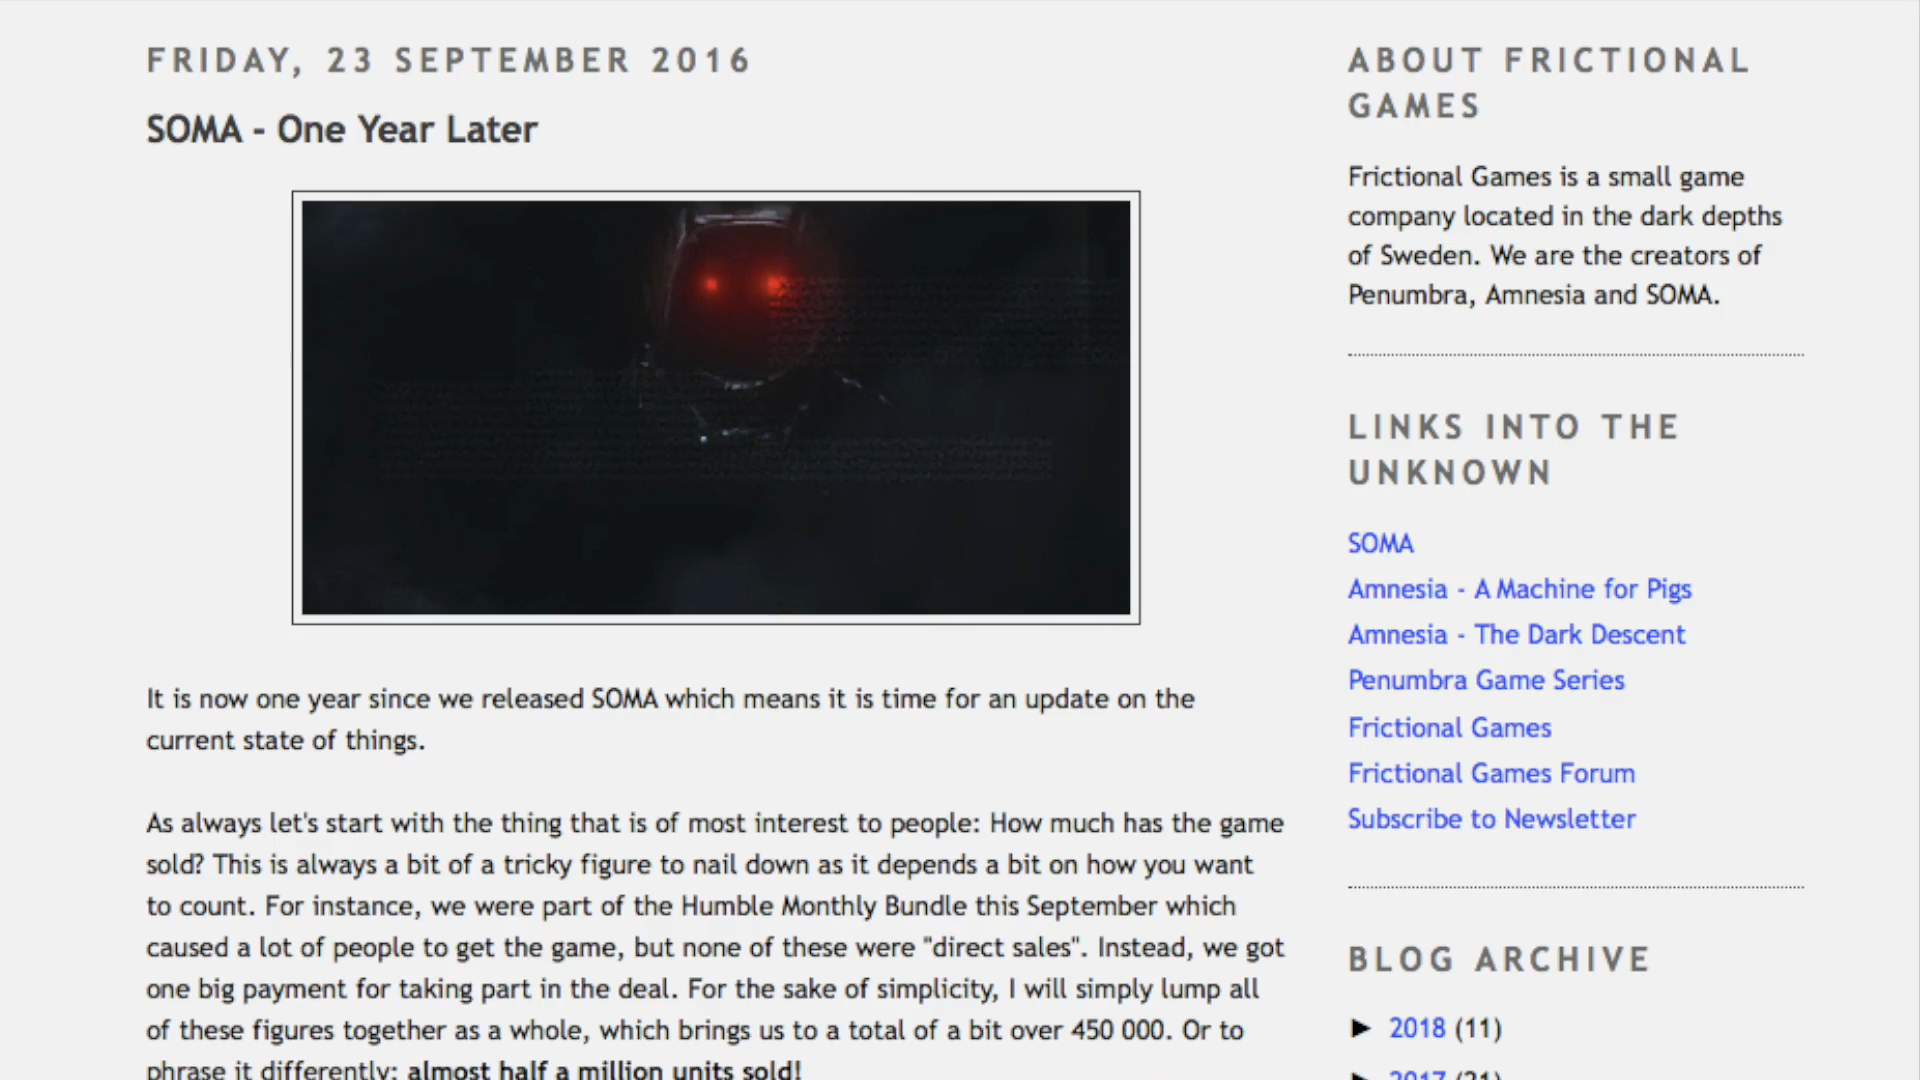 FRIDAY, 23 SEPTEMBER 2016
SOMA - One Year Later
It is now one year since we released SOMA which means it is time for an update on the
current state of things.
As always let's start with the thing that is of most interest to people: How much has the game
sold? This is always a bit of a tricky figure to nail down as it depends a bit on how you want
to count. For instance, we were part of the Humble Monthly Bundle this September which
caused a lot of people to get the game, but none of these were "direct sales". Instead, we got
one big payment for taking part in the deal. For the sake of simplicity, I will simply lump all
of these figures together as a whole, which brings us to a total of a bit over 450 000. Or to
phrase it differently: almost half a million units sold!
ABOUT FRICTIONAL
GAMES
Frictional Games is a small game
company located in the dark depths
of Sweden. We are the creators of
Penumbra, Amnesia and SOMA.
LINKS INTO THE
UNKNOWN
SOMA
Amnesia - A Machine for Pigs
Amnesia - The Dark Descent
Penumbra Game Series
Frictional Games
Frictional Games Forum
Subscribe to Newsletter
BLOG ARCHIVE
► 2018 (11)
► 2017 (21)